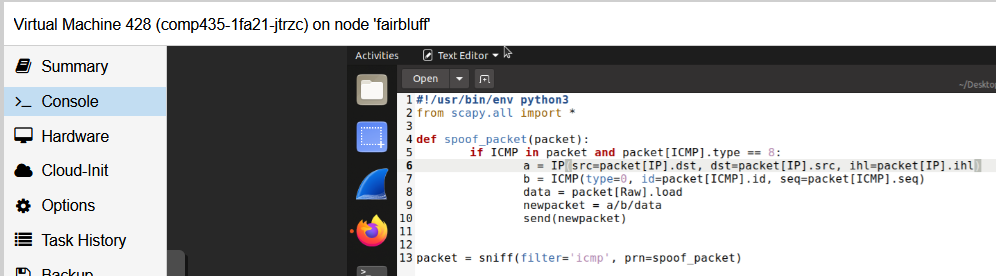 Virtual Machine 428 (comp435-1fa21-jtrzc) on node 'fairbluff'
Summary
Console
Hardware
Cloud-Init
Options
Task History
Backup
Activities
Text Editor
Open
~/Desktop
1 #!/usr/bin/env python3
2 from scapy.all import *
3
4 def spoof_packet(packet):
5 if ICMP in packet and packet[ICMP].type == 8:
6 a = IP(src=packet[IP].dst, dst=packet[IP].src, ihl=packet[IP].ihl)
7 b = ICMP(type=0, id=packet[ICMP].id, seq=packet[ICMP].seq)
8 data = packet[Raw].load
9 newpacket = a/b/data
10 send(newpacket)
11
12
13 packet = sniff(filter='icmp', prn=spoof_packet)